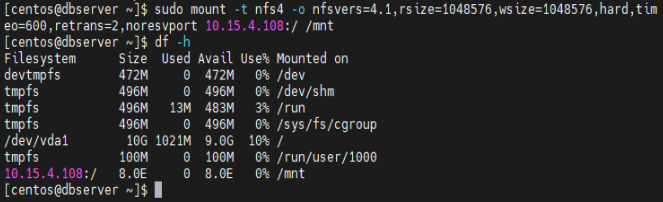 [centos@dbserver ~]$ sudo mount -t nfs4 -o nfsvers=4.1,rsize=1048576,wsize=1048576,hard,tim
eo=600,retrans=2,noresvport 10.15.4.108:/ /mnt
[centos@dbserver ~]$ df -h
Filesystem      Size  Used Avail Use% Mounted on
devtmpfs        472M     0  472M   0% /dev
tmpfs           496M     0  496M   0% /dev/shm
tmpfs           496M   13M  483M   3% /run
tmpfs           496M     0  496M   0% /sys/fs/cgroup
/dev/vda1        10G 1021M  9.0G  10% /
tmpfs           100M     0  100M   0% /run/user/1000
10.15.4.108:/   8.0E     0  8.0E   0% /mnt
[centos@dbserver ~]$